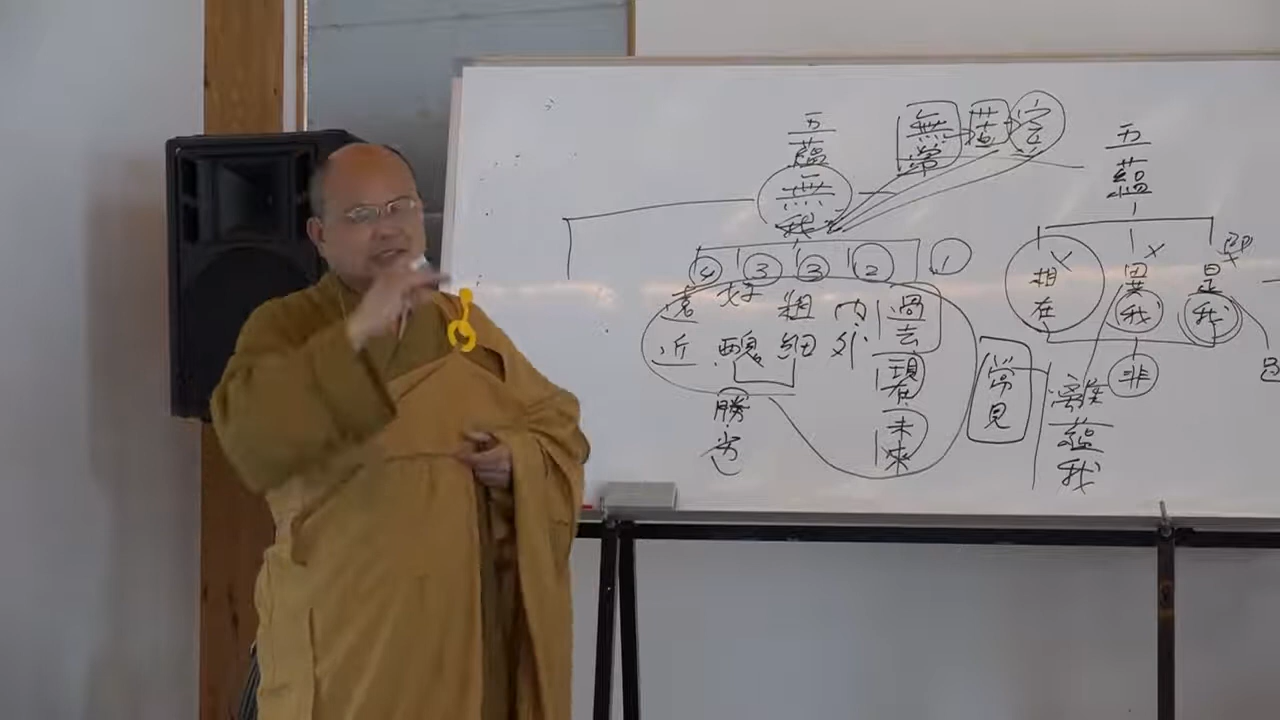 五蘊無我
無常
苦
空
④ ③ ③ ② ①
遠近
好醜
粗細
內外
過去
現在
未來
勝劣
常見
五蘊
相在
異我
是我
非
離蘊我